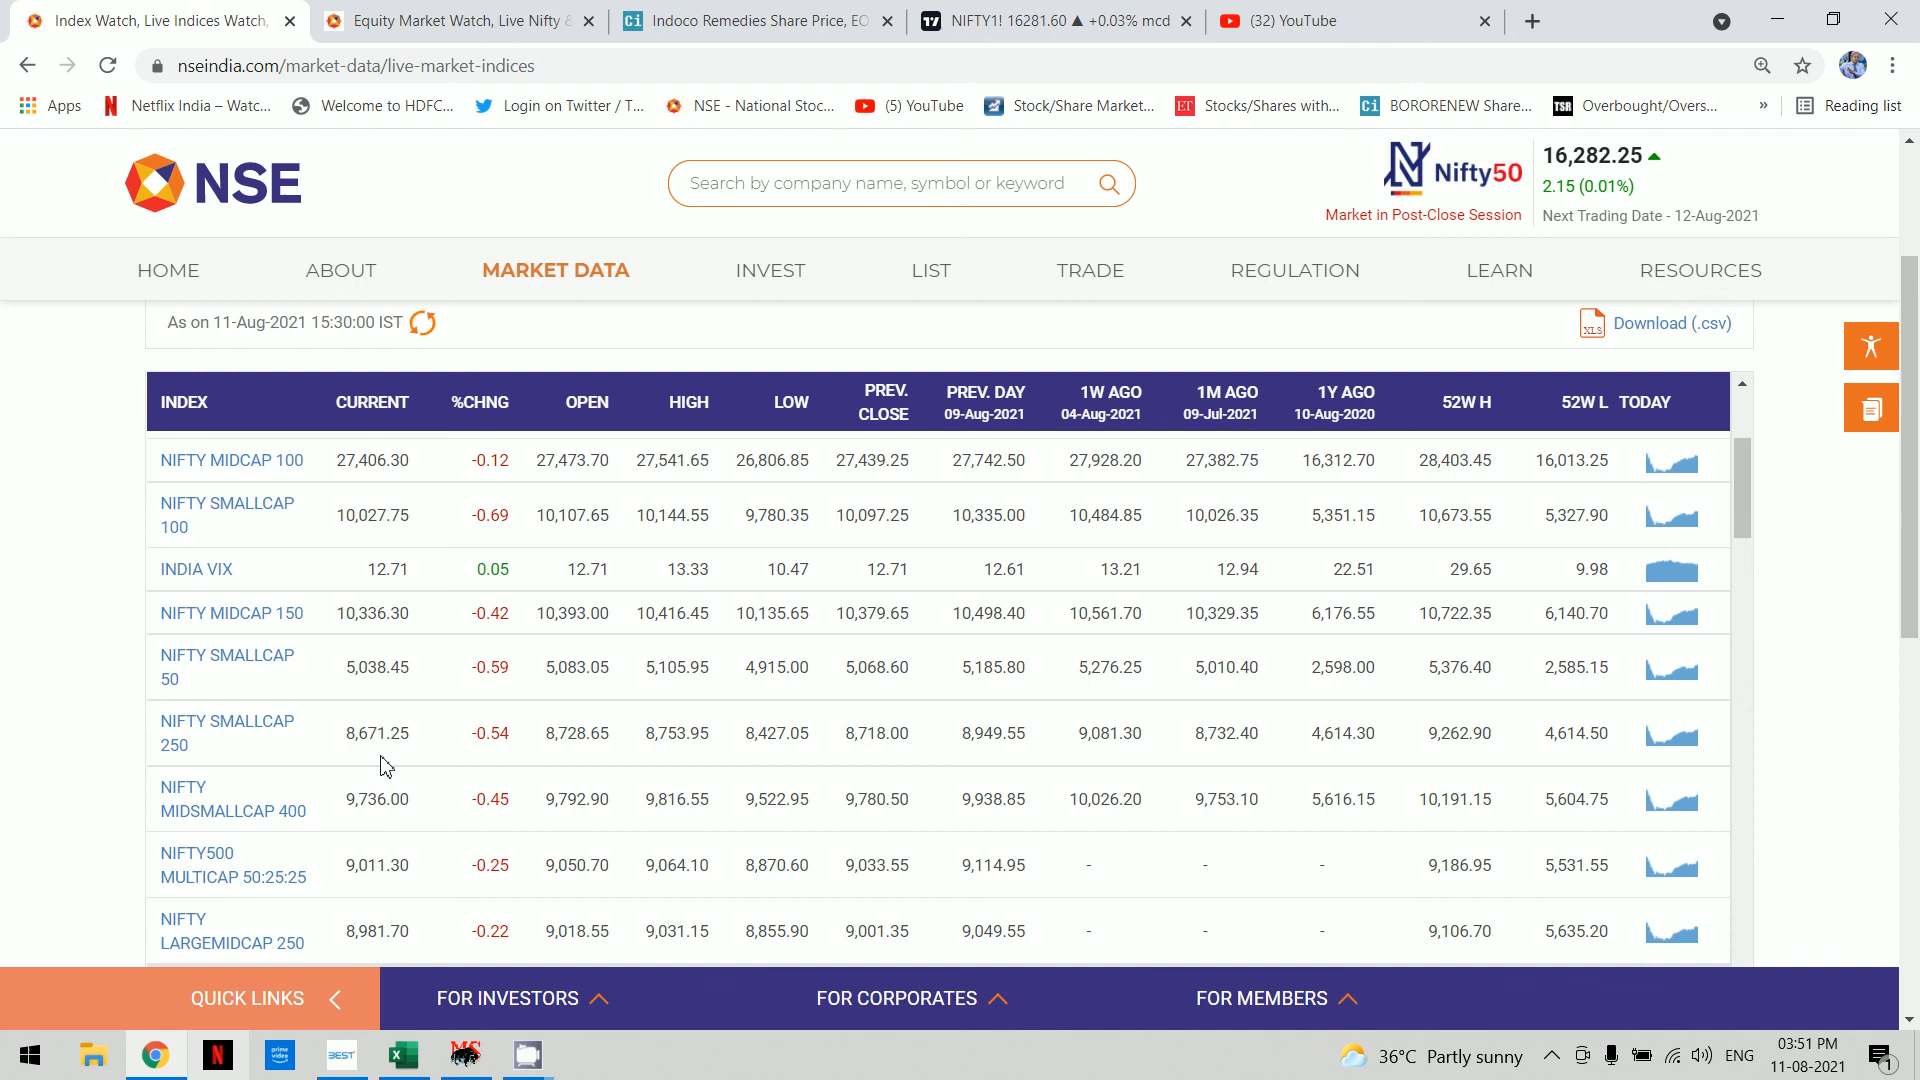 Index Watch, Live Indices Watch,
Equity Market Watch, Live Nifty &
Ci Indoco Remedies Share Price, EO
NIFTY1! 16281.60 ▲ +0.03% mcd
(32) YouTube
nseindia.com/market-data/live-market-indices
Apps
N Netflix India – Watc...
Welcome to HDFC...
Login on Twitter / T...
NSE - National Stoc...
(5) YouTube
Stock/Share Market...
ET Stocks/Shares with...
Ci BORORENEW Share...
TSR Overbought/Overs...
»
Reading list
NSE
Search by company name, symbol or keyword
Nifty50
Market in Post-Close Session
16,282.25
2.15 (0.01%)
Next Trading Date - 12-Aug-2021
HOME ABOUT MARKET DATA INVEST LIST TRADE REGULATION LEARN RESOURCES
As on 11-Aug-2021 15:30:00 IST
XLS Download (.csv)
INDEX CURRENT %CHNG OPEN HIGH LOW PREV. CLOSE PREV. DAY 09-Aug-2021 1W AGO 04-Aug-2021 1M AGO 09-Jul-2021 1Y AGO 10-Aug-2020 52W H 52W L TODAY
NIFTY MIDCAP 100 27,406.30 -0.12 27,473.70 27,541.65 26,806.85 27,439.25 27,742.50 27,928.20 27,382.75 16,312.70 28,403.45 16,013.25
NIFTY SMALLCAP 100 10,027.75 -0.69 10,107.65 10,144.55 9,780.35 10,097.25 10,335.00 10,484.85 10,026.35 5,351.15 10,673.55 5,327.90
INDIA VIX 12.71 0.05 12.71 13.33 10.47 12.71 12.61 13.21 12.94 22.51 29.65 9.98
NIFTY MIDCAP 150 10,336.30 -0.42 10,393.00 10,416.45 10,135.65 10,379.65 10,498.40 10,561.70 10,329.35 6,176.55 10,722.35 6,140.70
NIFTY SMALLCAP 50 5,038.45 -0.59 5,083.05 5,105.95 4,915.00 5,068.60 5,185.80 5,276.25 5,010.40 2,598.00 5,376.40 2,585.15
NIFTY SMALLCAP 250 8,671.25 -0.54 8,728.65 8,753.95 8,427.05 8,718.00 8,949.55 9,081.30 8,732.40 4,614.30 9,262.90 4,614.50
NIFTY MIDSMALLCAP 400 9,736.00 -0.45 9,792.90 9,816.55 9,522.95 9,780.50 9,938.85 10,026.20 9,753.10 5,616.15 10,191.15 5,604.75
NIFTY500 MULTICAP 50:25:25 9,011.30 -0.25 9,050.70 9,064.10 8,870.60 9,033.55 9,114.95 - - - 9,186.95 5,531.55
NIFTY LARGEMIDCAP 250 8,981.70 -0.22 9,018.55 9,031.15 8,855.90 9,001.35 9,049.55 - - - 9,106.70 5,635.20
QUICK LINKS FOR INVESTORS FOR CORPORATES FOR MEMBERS
N
prime video
BEST
MS
36°C Partly sunny
ENG
03:51 PM
11-08-2021
1